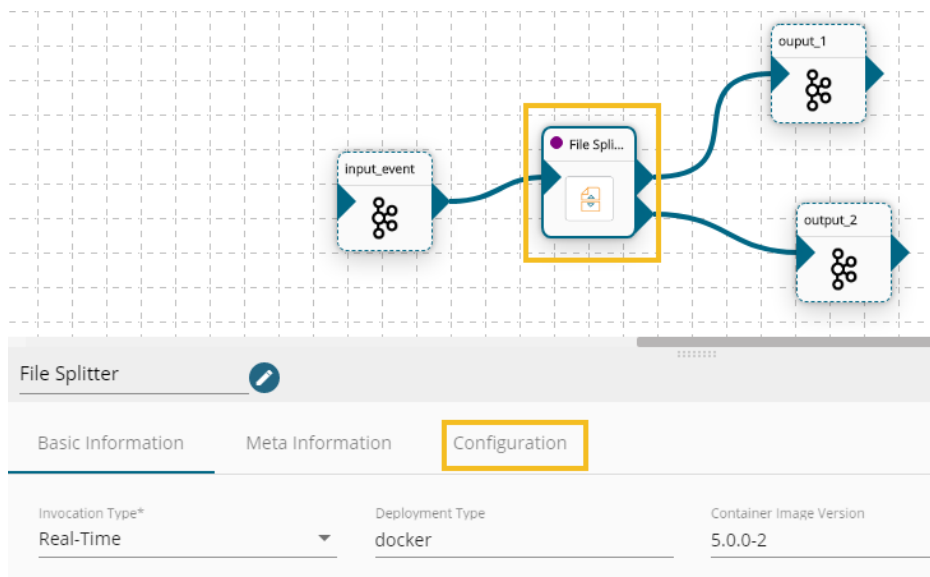 ouput_1
File Spli...
input_event
output_2
File Splitter
Basic Information
Meta Information
Configuration
Invocation Type*
Deployment Type
Container Image Version
Real-Time
docker
5.0.0-2